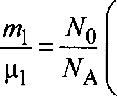 m₁/μ₁ = N₀/N_A (